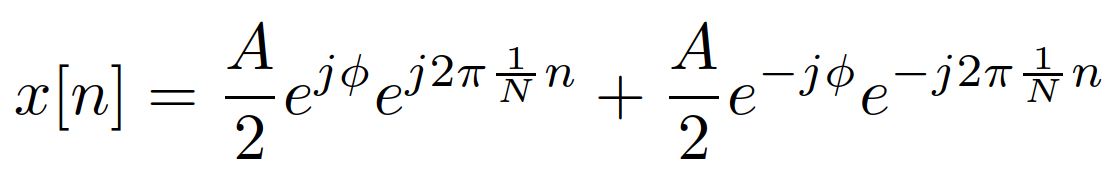 x[n] = \frac{A}{2} e^{j\phi} e^{j2\pi \frac{1}{N} n} + \frac{A}{2} e^{-j\phi} e^{-j2\pi \frac{1}{N} n}